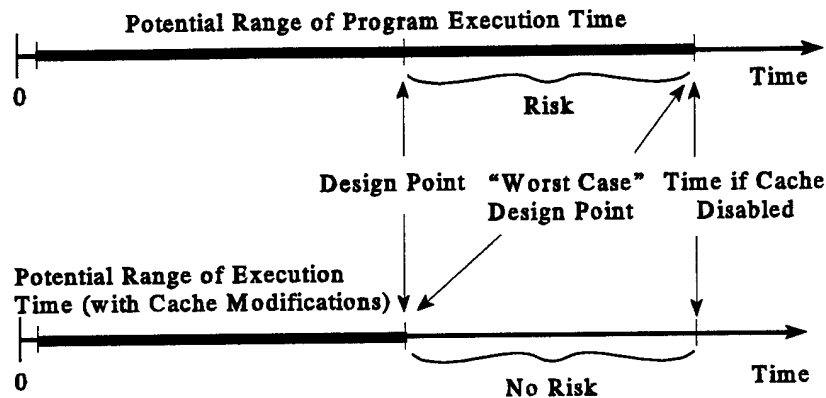 Potential Range of Program Execution Time
0
Time
Risk
Design Point
"Worst Case"
Design Point
Time if Cache
Disabled
Potential Range of Execution
Time (with Cache Modifications)
0
Time
No Risk